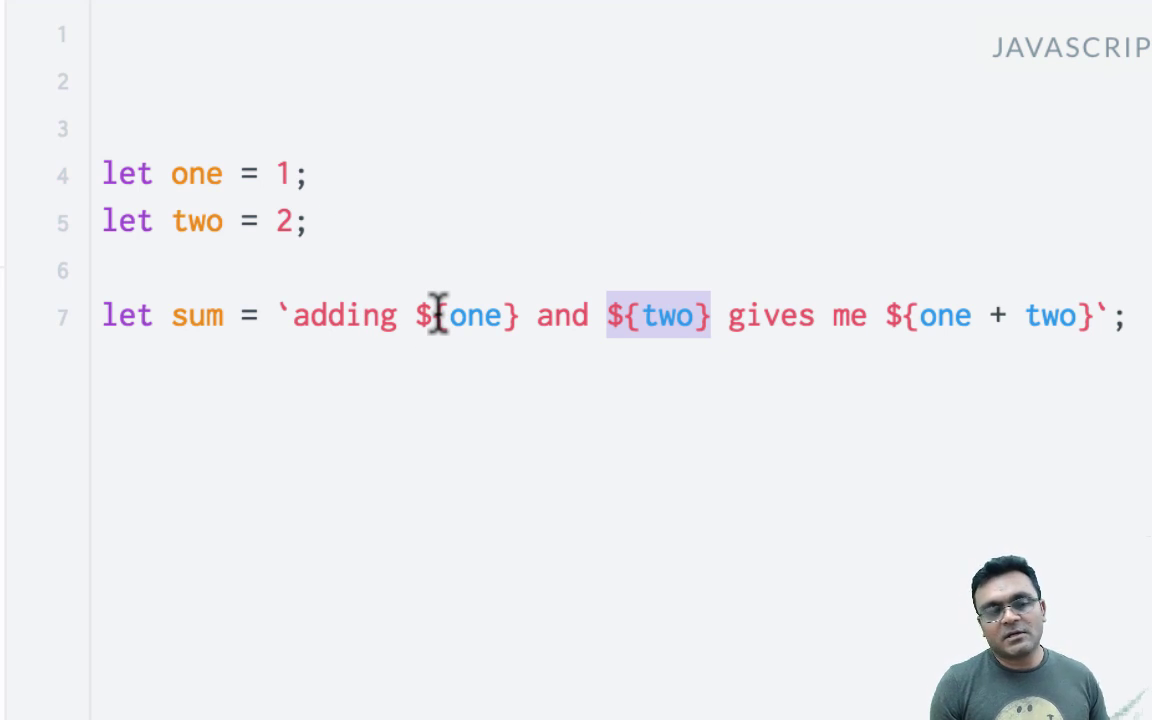 1
JAVASCRIP
2
3
4 let one = 1;
5 let two = 2;
6
7 let sum = `adding ${one} and ${two} gives me ${one + two}`;